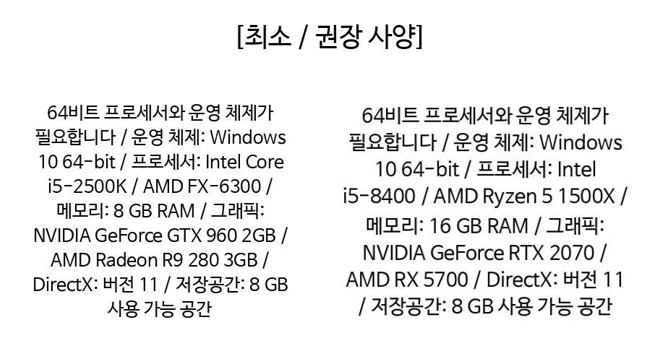 [최소 / 권장 사양]
64비트 프로세서와 운영 체제가
필요합니다 / 운영 체제: Windows
10 64-bit / 프로세서: Intel Core
i5-2500K / AMD FX-6300 /
메모리: 8 GB RAM / 그래픽:
NVIDIA GeForce GTX 960 2GB /
AMD Radeon R9 280 3GB /
DirectX: 버전 11 / 저장공간: 8 GB
사용 가능 공간
64비트 프로세서와 운영 체제가
필요합니다 / 운영 체제: Windows
10 64-bit / 프로세서: Intel
i5-8400 / AMD Ryzen 5 1500X /
메모리: 16 GB RAM / 그래픽:
NVIDIA GeForce RTX 2070 /
AMD RX 5700 / DirectX: 버전 11
/ 저장공간: 8 GB 사용 가능 공간